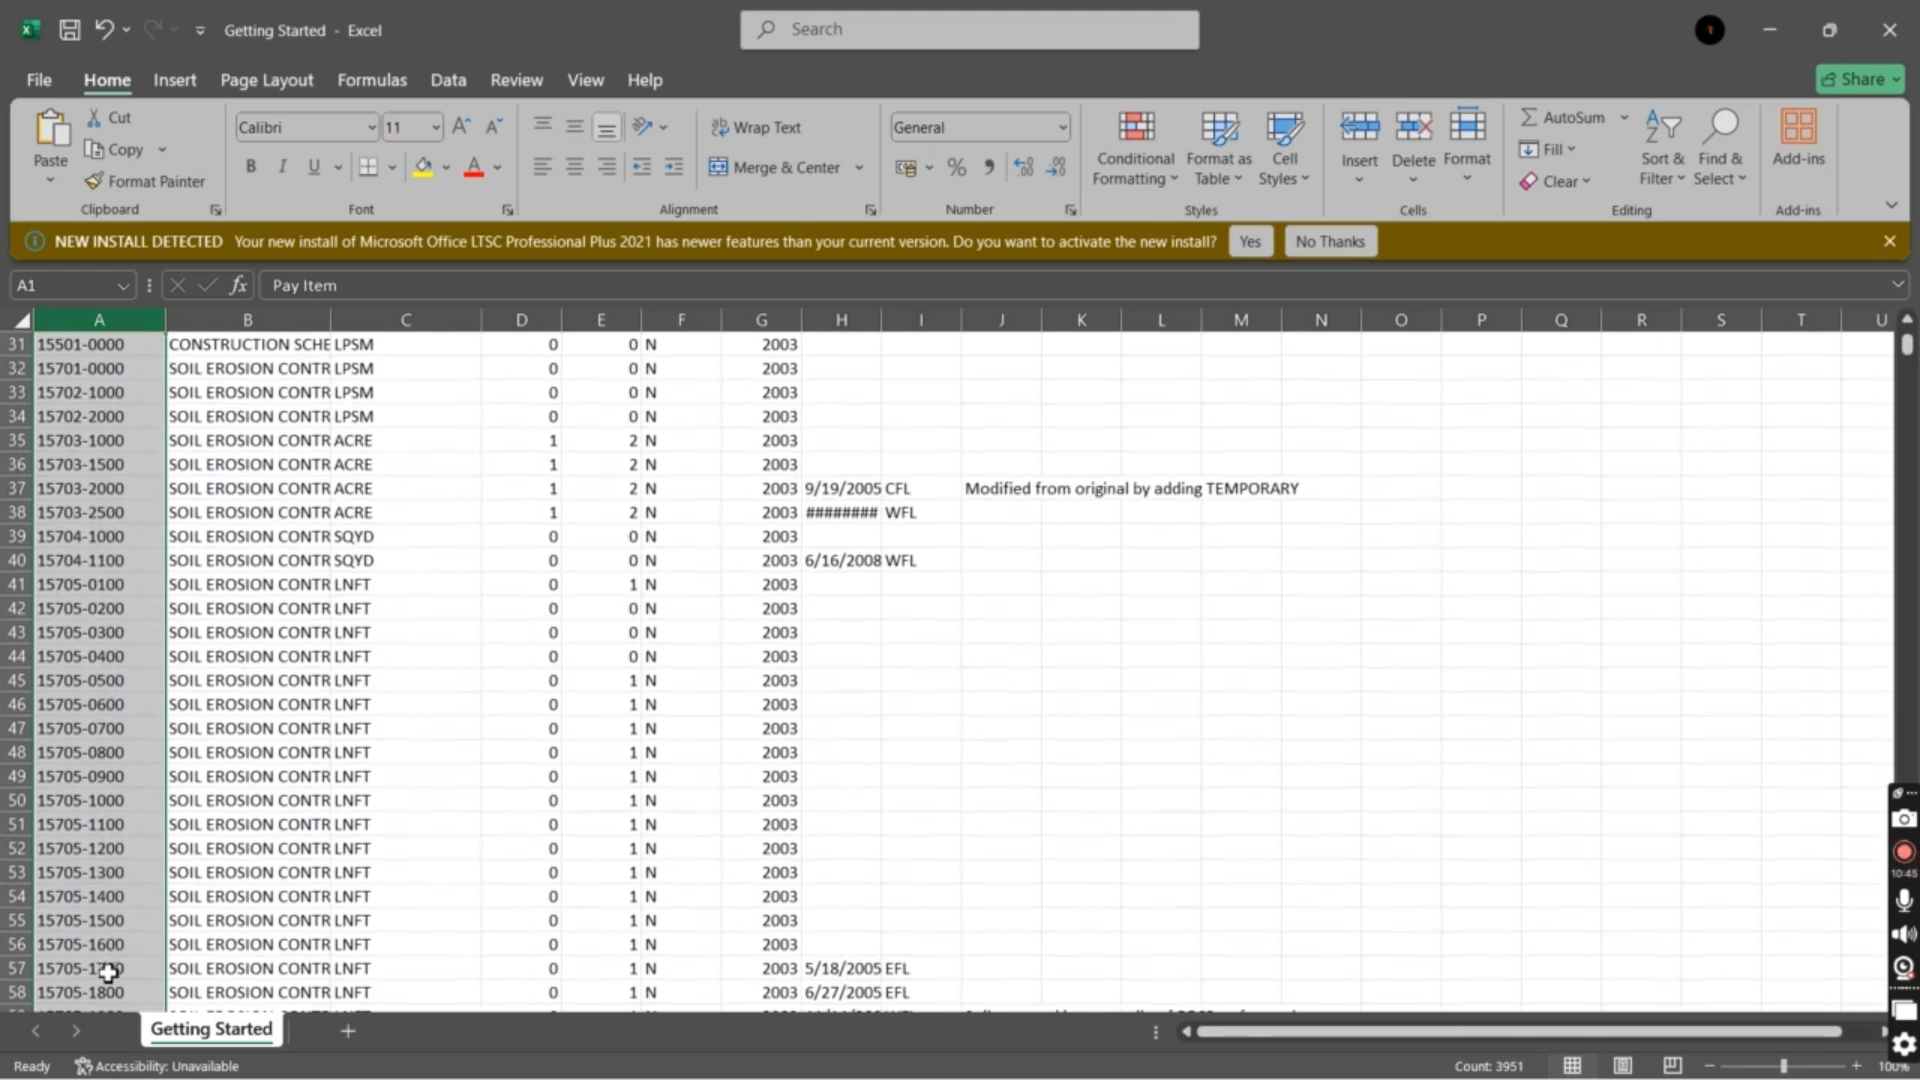 Getting Started - Excel
Search
File Home Insert Page Layout Formulas Data Review View Help
Share
Paste
Cut
Copy
Format Painter
Clipboard
Calibri 11
B I U
Font
Wrap Text
Merge & Center
Alignment
General
Number
Conditional Formatting
Format as Table
Cell Styles
Styles
Insert Delete Format
Cells
AutoSum
Fill
Clear
Sort & Filter
Find & Select
Editing
Add-ins
Add-ins
NEW INSTALL DETECTED Your new install of Microsoft Office LTSC Professional Plus 2021 has newer features than your current version. Do you want to activate the new install? Yes No Thanks
A1 fx Pay Item
A B C D E F G H I J K L M N O P Q R S T U
31 15501-0000 CONSTRUCTION SCHE LPSM 0 0 N 2003
32 15701-0000 SOIL EROSION CONTR LPSM 0 0 N 2003
33 15702-1000 SOIL EROSION CONTR LPSM 0 0 N 2003
34 15702-2000 SOIL EROSION CONTR LPSM 0 0 N 2003
35 15703-1000 SOIL EROSION CONTR ACRE 1 2 N 2003
36 15703-1500 SOIL EROSION CONTR ACRE 1 2 N 2003
37 15703-2000 SOIL EROSION CONTR ACRE 1 2 N 2003 9/19/2005 CFL Modified from original by adding TEMPORARY
38 15703-2500 SOIL EROSION CONTR ACRE 1 2 N 2003 ######## WFL
39 15704-1000 SOIL EROSION CONTR SQYD 0 0 N 2003
40 15704-1100 SOIL EROSION CONTR SQYD 0 0 N 2003 6/16/2008 WFL
41 15705-0100 SOIL EROSION CONTR LNFT 0 1 N 2003
42 15705-0200 SOIL EROSION CONTR LNFT 0 0 N 2003
43 15705-0300 SOIL EROSION CONTR LNFT 0 0 N 2003
44 15705-0400 SOIL EROSION CONTR LNFT 0 0 N 2003
45 15705-0500 SOIL EROSION CONTR LNFT 0 1 N 2003
46 15705-0600 SOIL EROSION CONTR LNFT 0 1 N 2003
47 15705-0700 SOIL EROSION CONTR LNFT 0 1 N 2003
48 15705-0800 SOIL EROSION CONTR LNFT 0 1 N 2003
49 15705-0900 SOIL EROSION CONTR LNFT 0 1 N 2003
50 15705-1000 SOIL EROSION CONTR LNFT 0 1 N 2003
51 15705-1100 SOIL EROSION CONTR LNFT 0 1 N 2003
52 15705-1200 SOIL EROSION CONTR LNFT 0 1 N 2003
53 15705-1300 SOIL EROSION CONTR LNFT 0 1 N 2003
54 15705-1400 SOIL EROSION CONTR LNFT 0 1 N 2003
55 15705-1500 SOIL EROSION CONTR LNFT 0 1 N 2003
56 15705-1600 SOIL EROSION CONTR LNFT 0 1 N 2003
57 SOIL EROSION CONTR LNFT 0 1 N 2003 5/18/2005 EFL
58 15705-1800 SOIL EROSION CONTR LNFT 0 1 N 2003 6/27/2005 EFL
10:45
Getting Started
Ready Accessibility: Unavailable Count: 3951 100%